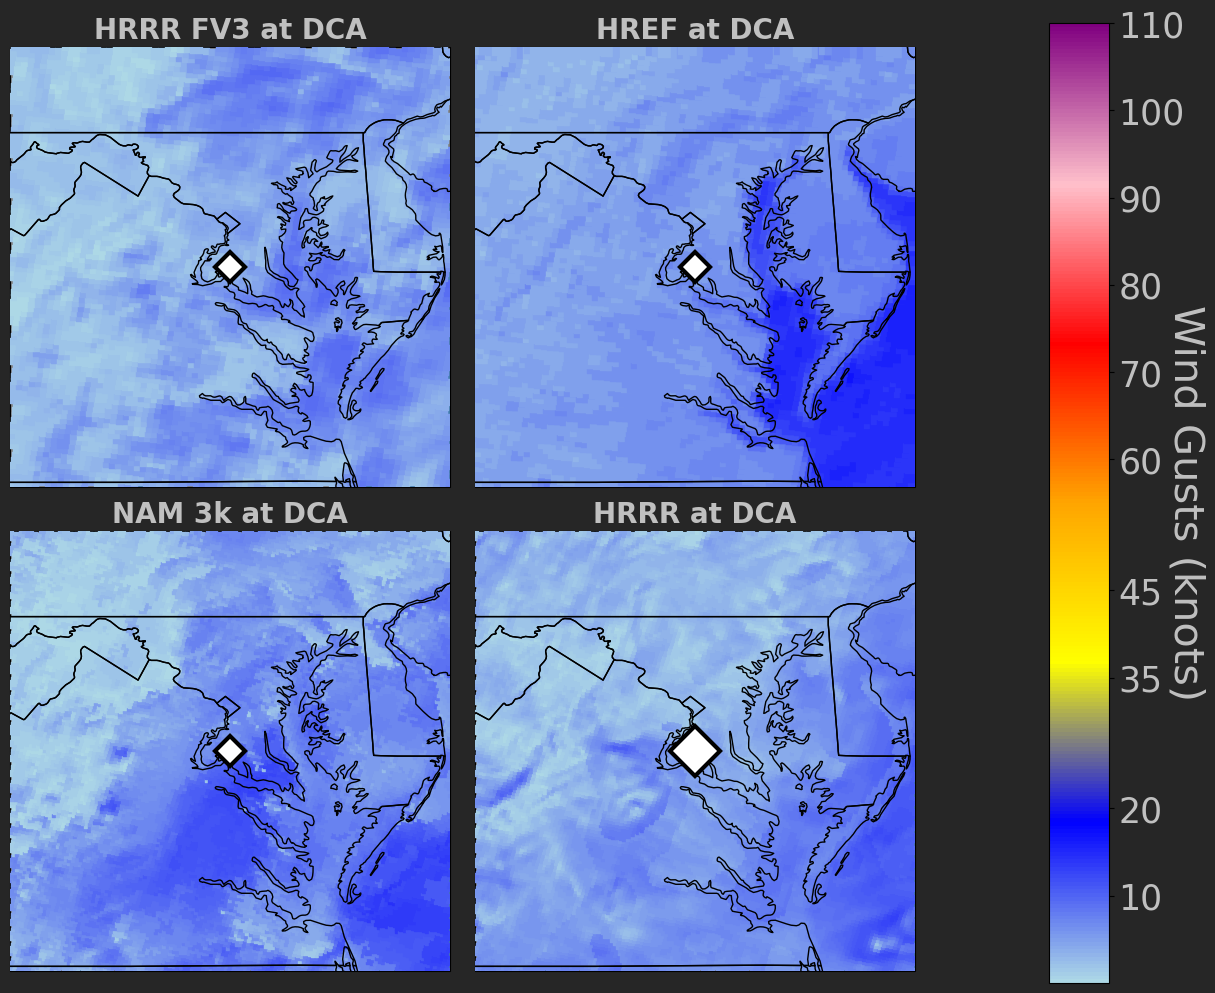 HRRR FV3 at DCA
HREF at DCA
NAM 3k at DCA
HRRR at DCA
110
100
90
80
70
60
45
35
20
10
Wind Gusts (knots)